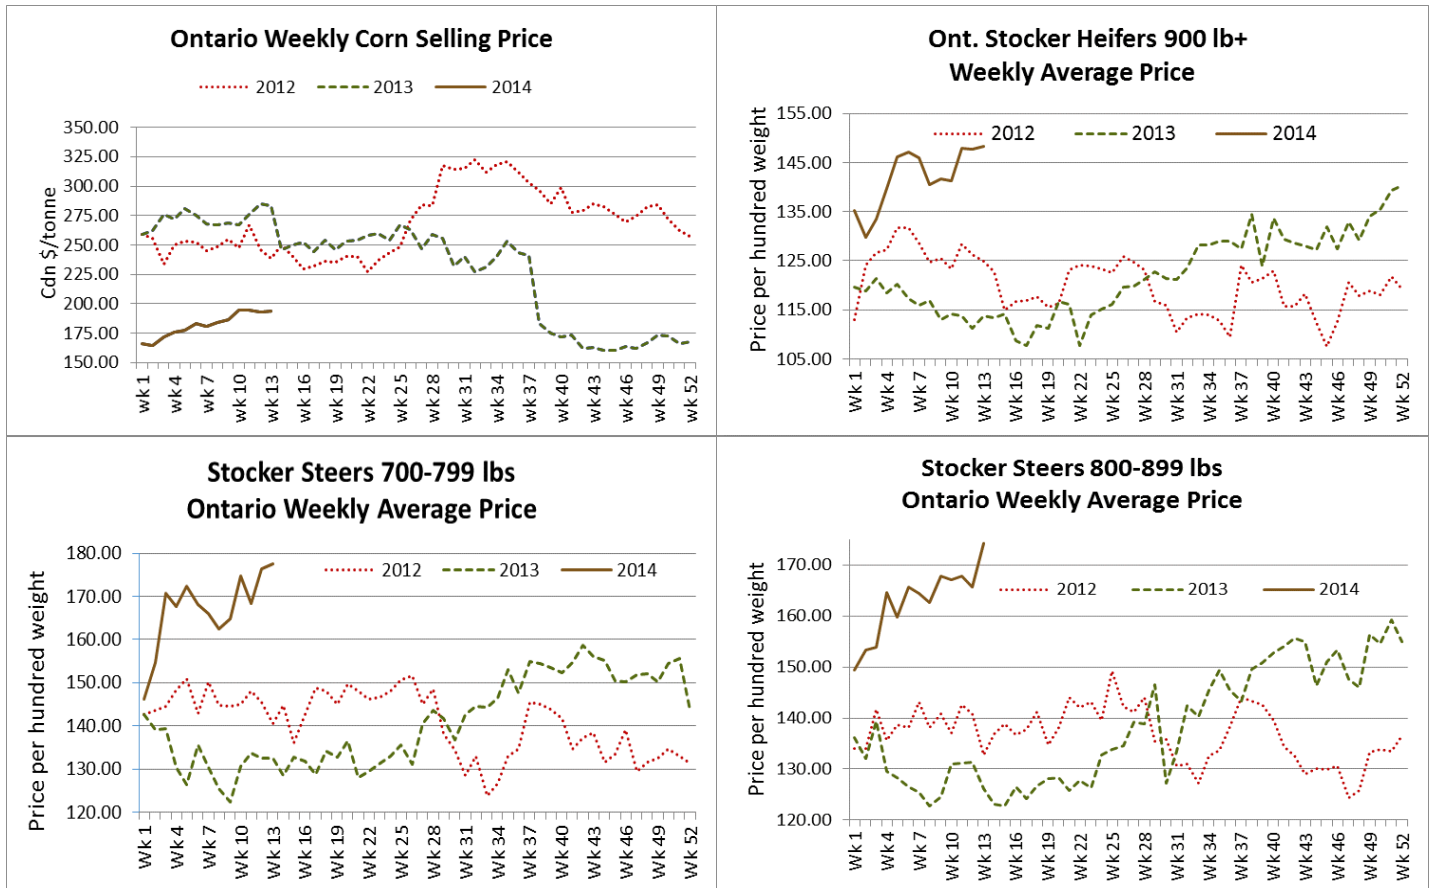 Ontario Weekly Corn Selling Price
2012 2013 2014
Cdn $/tonne
350.00
325.00
300.00
275.00
250.00
225.00
200.00
175.00
150.00
Wk 1 Wk 4 Wk 7 Wk 10 Wk 13 Wk 16 Wk 19 Wk 22 Wk 25 Wk 28 Wk 31 Wk 34 Wk 37 Wk 40 Wk 43 Wk 46 Wk 49 Wk 52
Ont. Stocker Heifers 900 lb+
Weekly Average Price
2012 2013 2014
Price per hundred weight
155.00
145.00
135.00
125.00
115.00
105.00
Wk 1 Wk 4 Wk 7 Wk 10 Wk 13 Wk 16 Wk 19 Wk 22 Wk 25 Wk 28 Wk 31 Wk 34 Wk 37 Wk 40 Wk 43 Wk 46 Wk 49 Wk 52
Stocker Steers 700-799 lbs
Ontario Weekly Average Price
2012 2013 2014
Price per hundred weight
180.00
170.00
160.00
150.00
140.00
130.00
120.00
Wk 1 Wk 4 Wk 7 Wk 10 Wk 13 Wk 16 Wk 19 Wk 22 Wk 25 Wk 28 Wk 31 Wk 34 Wk 37 Wk 40 Wk 43 Wk 46 Wk 49 Wk 52
Stocker Steers 800-899 lbs
Ontario Weekly Average Price
2012 2013 2014
Price per hundred weight
170.00
160.00
150.00
140.00
130.00
120.00
Wk 1 Wk 4 Wk 7 Wk 10 Wk 13 Wk 16 Wk 19 Wk 22 Wk 25 Wk 28 Wk 31 Wk 34 Wk 37 Wk 40 Wk 43 Wk 46 Wk 49 Wk 52